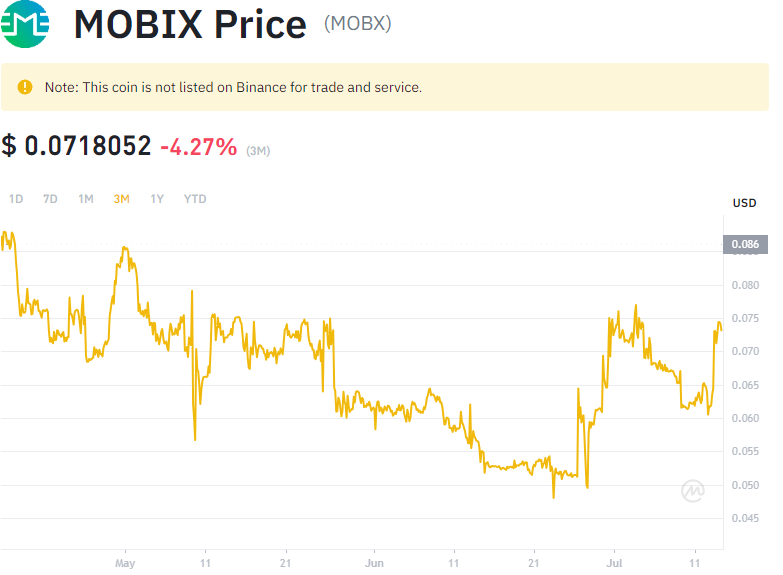 MOBIX Price (MOBX)
Note: This coin is not listed on Binance for trade and service.
$ 0.0718052 -4.27% (3M)
1D 7D 1M 3M 1Y YTD
USD
0.086
0.080
0.075
0.070
0.065
0.060
0.055
0.050
0.045
May 11 21 Jun 11 21 Jul 11